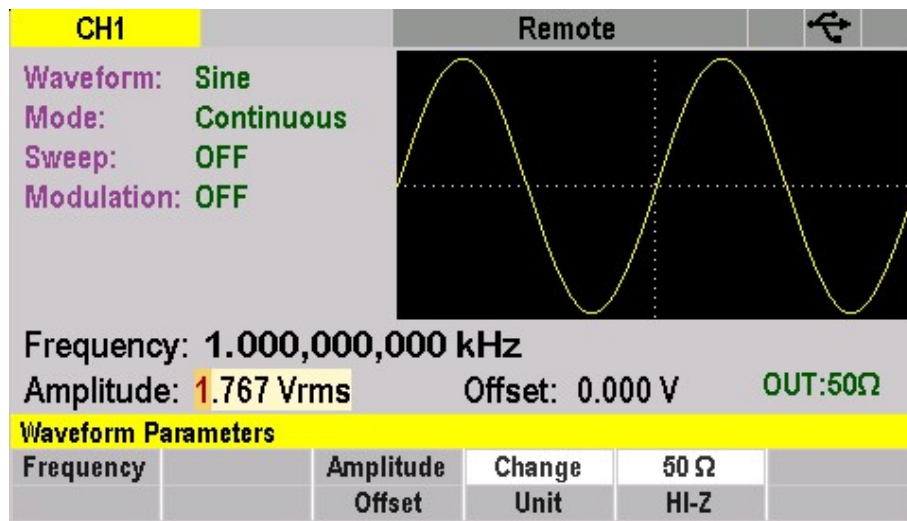 CH1 Remote
Waveform: Sine
Mode: Continuous
Sweep: OFF
Modulation: OFF
Frequency: 1.000,000,000 kHz
Amplitude: 1.767 Vrms Offset: 0.000 V OUT:50Ω
Waveform Parameters
Frequency Amplitude Change 50 Ω
Offset Unit HI-Z